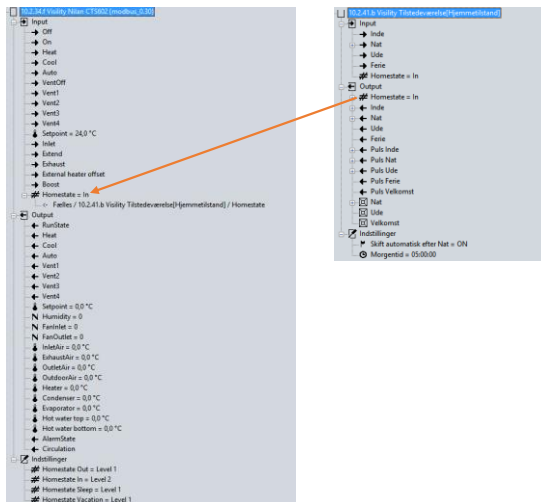 10.2.34.f Visility Nilan CTS602 [modbus_0.30]
Input
Off
On
Heat
Cool
Auto
VentOff
Vent1
Vent2
Vent3
Vent4
Setpoint = 24,0 °C
Inlet
Extend
Exhaust
External heater offset
Boost
Homestate = In
Fælles / 10.2.41.b Visility Tilstedeværelse[Hjemmetilstand] / Homestate
Output
RunState
Heat
Cool
Auto
Vent1
Vent2
Vent3
Vent4
Setpoint = 0,0 °C
Humidity = 0
FanInlet = 0
FanOutlet = 0
InletAir = 0,0 °C
ExhaustAir = 0,0 °C
OutletAir = 0,0 °C
OutdoorAir = 0,0 °C
Heater = 0,0 °C
Condenser = 0,0 °C
Evaporator = 0,0 °C
Hot water top = 0,0 °C
Hot water bottom = 0,0 °C
AlarmState
Circulation
Indstillinger
Homestate Out = Level 1
Homestate In = Level 2
Homestate Sleep = Level 1
Homestate Vacation = Level 1
10.2.41.b Visility Tilstedeværelse[Hjemmetilstand]
Input
Inde
Nat
Ude
Ferie
Homestate = In
Output
Homestate = In
Inde
Nat
Ude
Ferie
Puls Inde
Puls Nat
Puls Ude
Puls Ferie
Puls Velkomst
Nat
Ude
Velkomst
Indstillinger
Skift automatisk efter Nat = ON
Morgentid = 05:00:00